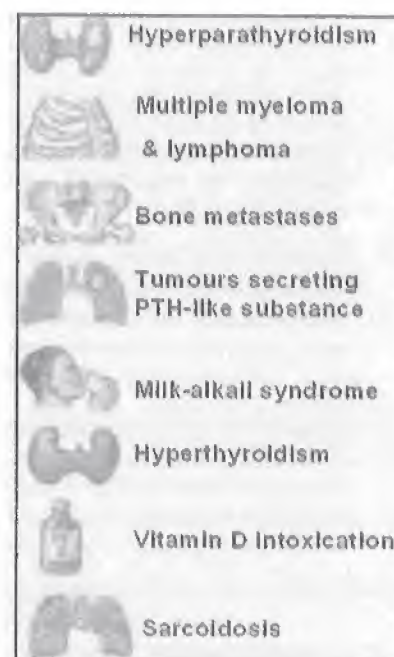 Hyperparathyroidism
Multiple myeloma
& lymphoma
Bone metastases
Tumours secreting
PTH-like substance
Milk-alkali syndrome
Hyperthyroidism
Vitamin D intoxication
Sarcoidosis